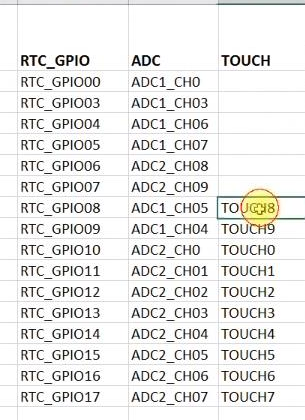 RTC_GPIO ADC TOUCH
RTC_GPIO00 ADC1_CH0
RTC_GPIO03 ADC1_CH03
RTC_GPIO04 ADC1_CH06
RTC_GPIO05 ADC1_CH07
RTC_GPIO06 ADC2_CH08
RTC_GPIO07 ADC2_CH09
RTC_GPIO08 ADC1_CH05 TOUCH8
RTC_GPIO09 ADC1_CH04 TOUCH9
RTC_GPIO10 ADC2_CH0 TOUCH0
RTC_GPIO11 ADC2_CH01 TOUCH1
RTC_GPIO12 ADC2_CH02 TOUCH2
RTC_GPIO13 ADC2_CH03 TOUCH3
RTC_GPIO14 ADC2_CH04 TOUCH4
RTC_GPIO15 ADC2_CH05 TOUCH5
RTC_GPIO16 ADC2_CH06 TOUCH6
RTC_GPIO17 ADC2_CH07 TOUCH7